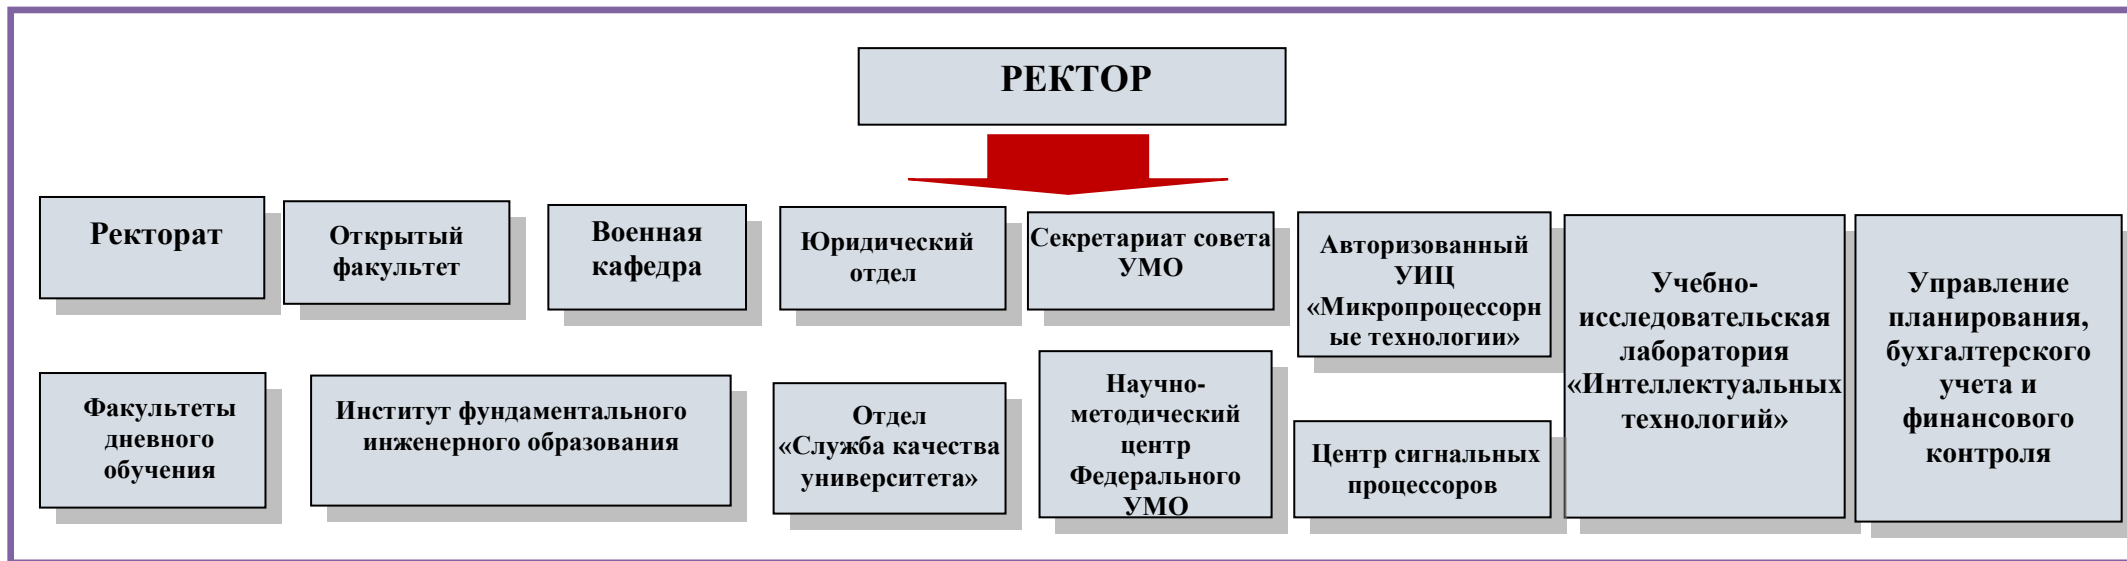 РЕКТОР
Ректорат
Открытый
факультет
Военная
кафедра
Юридический
отдел
Секретариат совета
УМО
Авторизованный
УИЦ
«Микропроцессорн
ые технологии»
Учебно-
исследовательская
лаборатория
«Интеллектуальных
технологий»
Управление
планирования,
бухгалтерского
учета и
финансового
контроля
Факультеты
дневного
обучения
Институт фундаментального
инженерного образования
Отдел
«Служба качества
университета»
Научно-
методический
центр
Федерального
УМО
Центр сигнальных
процессоров